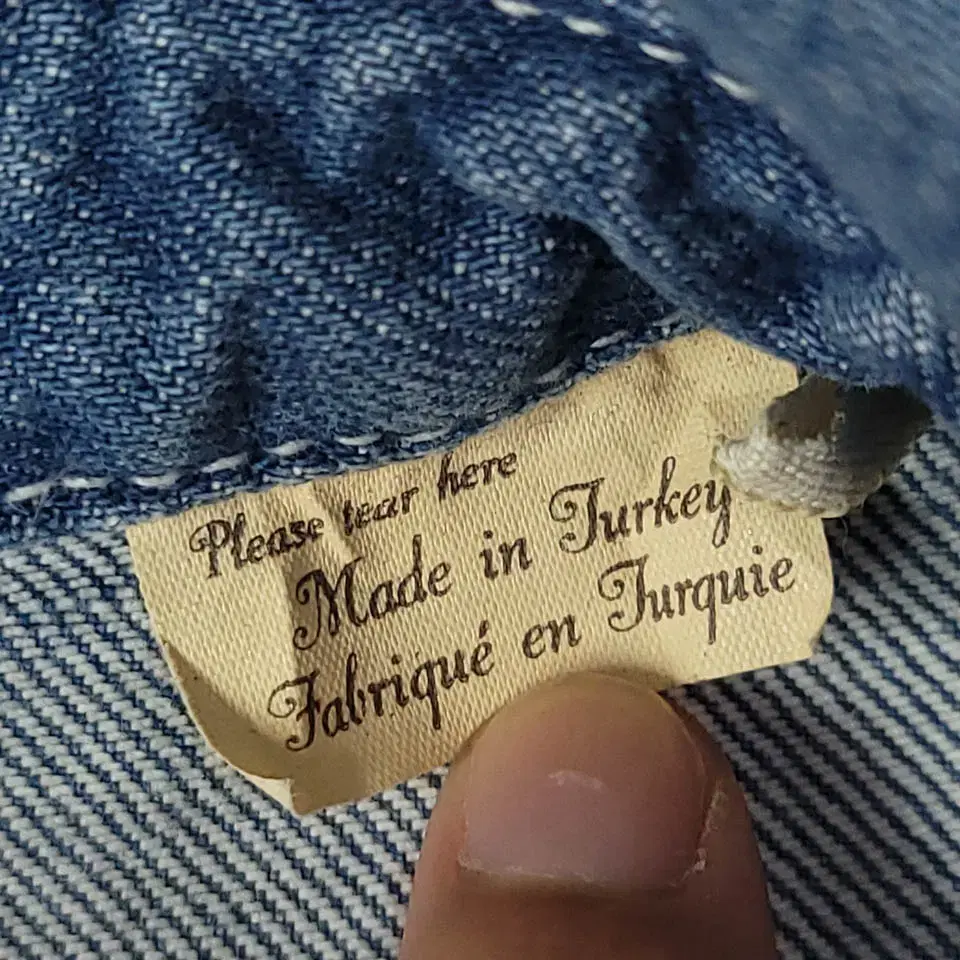 Please tear here
Made in Turkey
Fabriqué en Turquie